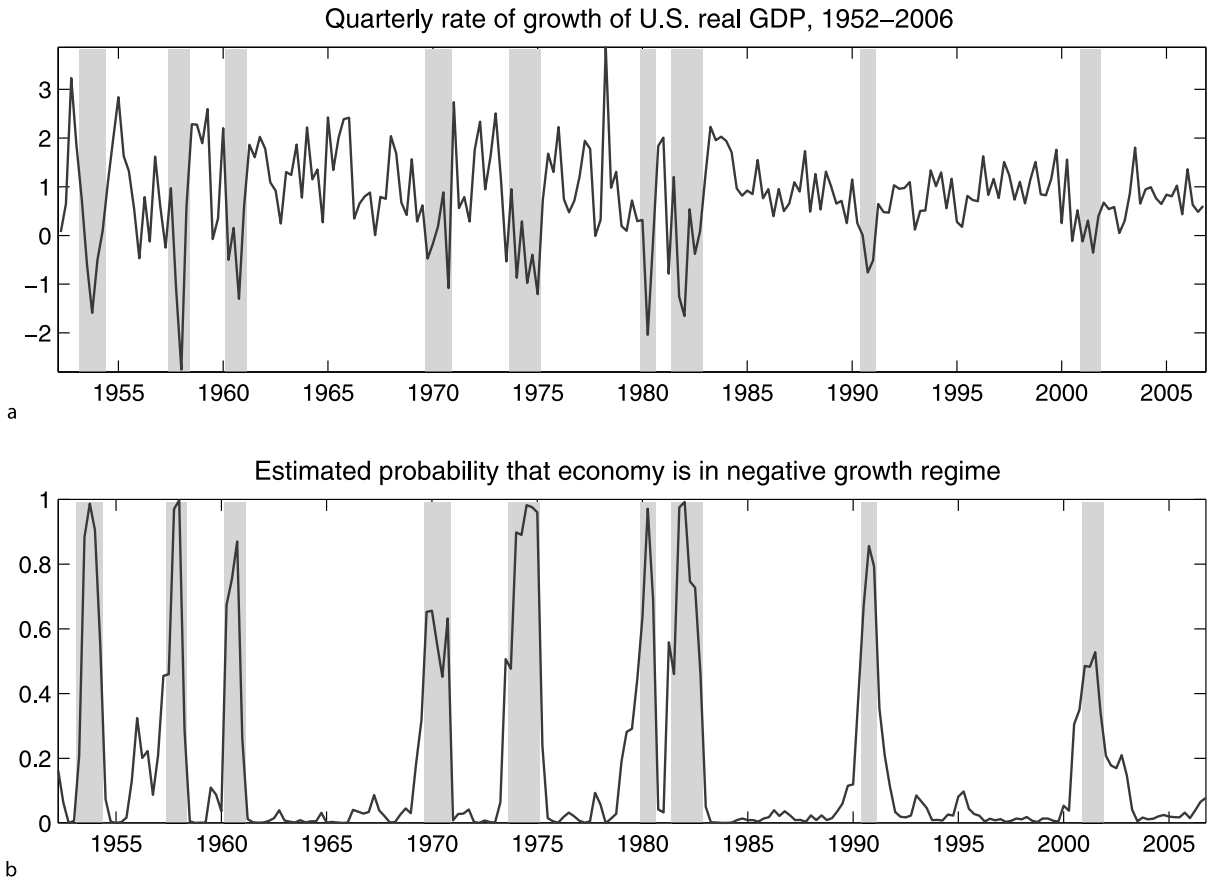 Quarterly rate of growth of U.S. real GDP, 1952–2006
3
2
1
0
−1
−2
1955 1960 1965 1970 1975 1980 1985 1990 1995 2000 2005
a
Estimated probability that economy is in negative growth regime
1
0.8
0.6
0.4
0.2
0
1955 1960 1965 1970 1975 1980 1985 1990 1995 2000 2005
b